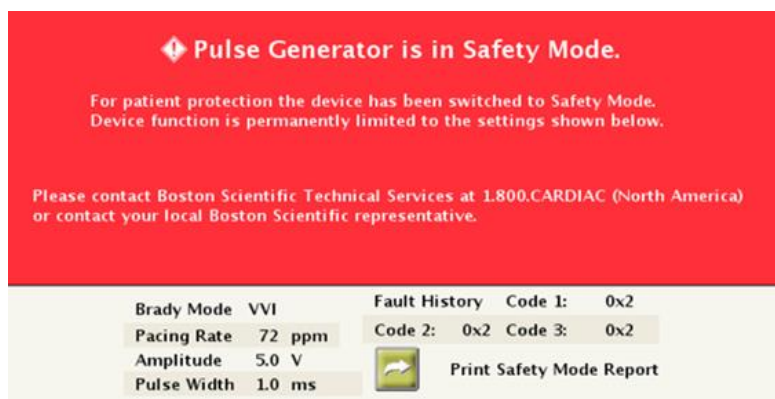 Pulse Generator is in Safety Mode.
For patient protection the device has been switched to Safety Mode.
Device function is permanently limited to the settings shown below.
Please contact Boston Scientific Technical Services at 1.800.CARDIAC (North America)
or contact your local Boston Scientific representative.
Brady Mode VVI
Pacing Rate 72 ppm
Amplitude 5.0 V
Pulse Width 1.0 ms
Fault History Code 1: 0x2
Code 2: 0x2 Code 3: 0x2
Print Safety Mode Report